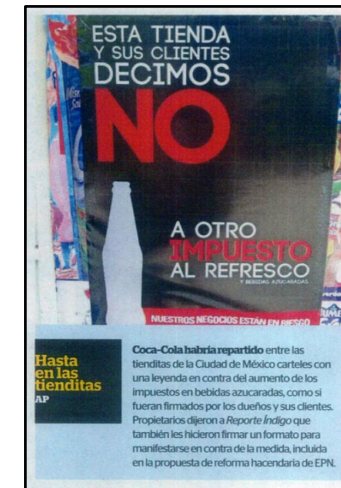 ESTA TIENDA
Y SUS CLIENTES
DECIMOS
NO
A OTRO
IMPUESTO
AL REFRESCO
Y BEBIDAS AZUCARADAS
NUESTROS NEGOCIOS ESTÁN EN RIESGO
Hasta
en las
tienditas
AP
Coca-Cola habría repartido entre las
tienditas de la Ciudad de México carteles con
una leyenda en contra del aumento de los
impuestos en bebidas azucaradas, como si
fueran firmados por los dueños y sus clientes.
Propietarios dijeron a Reporte Índigo que
también les hicieron firmar un formato para
manifestarse en contra de la medida, incluida
en la propuesta de reforma hacendaria de EPN.